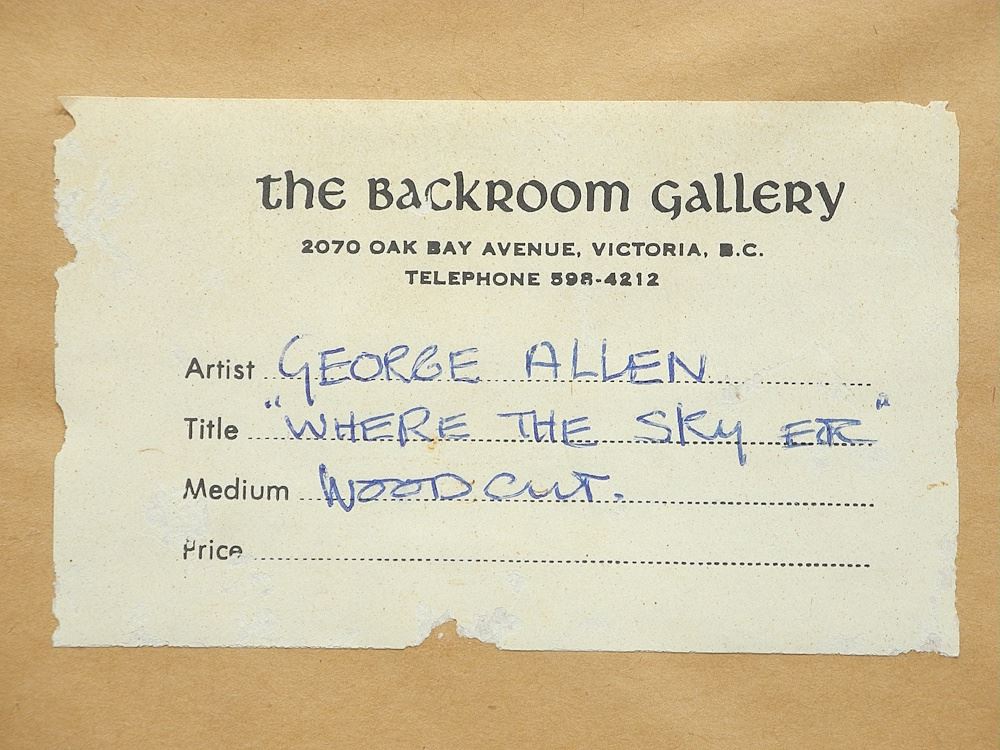 the Backroom Gallery
2070 OAK BAY AVENUE, VICTORIA, B.C.
TELEPHONE 598-4212
Artist GEORGE ALLEN
Title "WHERE THE SKY ETC"
Medium WOODCUT.
Price